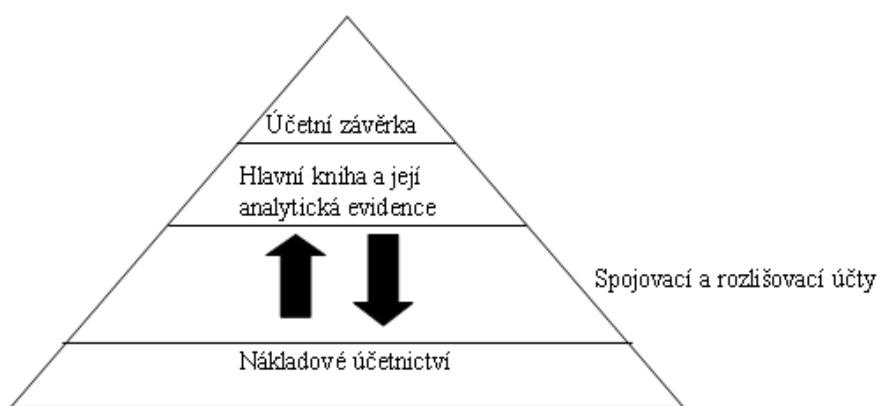 Účetní závěrka
Hlavní kniha a její
analytická evidence
Spojovací a rozlišovací účty
Nákladové účetnictví